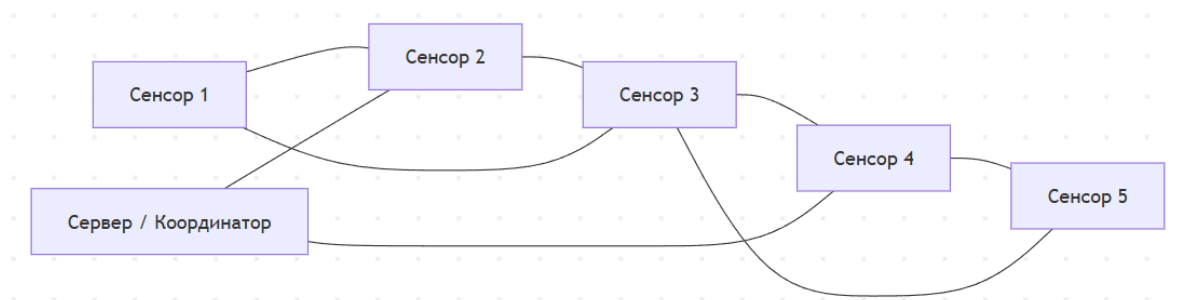 Сенсор 1
Сенсор 2
Сенсор 3
Сенсор 4
Сенсор 5
Сервер / Координатор